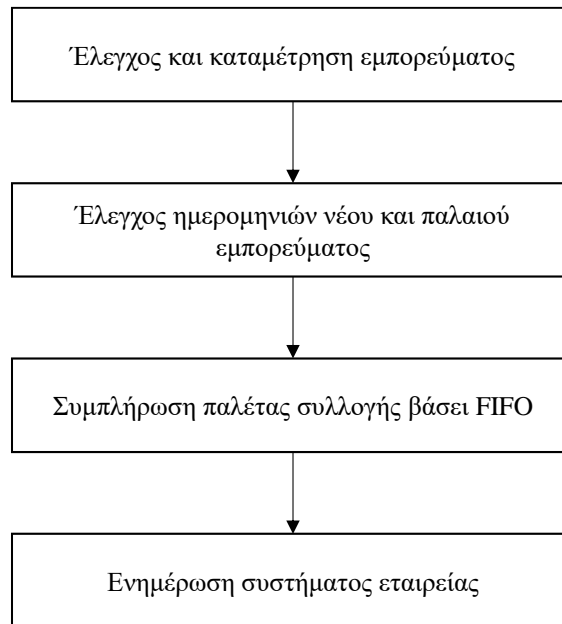 Έλεγχος και καταμέτρηση εμπορεύματος
Έλεγχος ημερομηνιών νέου και παλαιού
εμπορεύματος
Συμπλήρωση παλέτας συλλογής βάσει FIFO
Ενημέρωση συστήματος εταιρείας